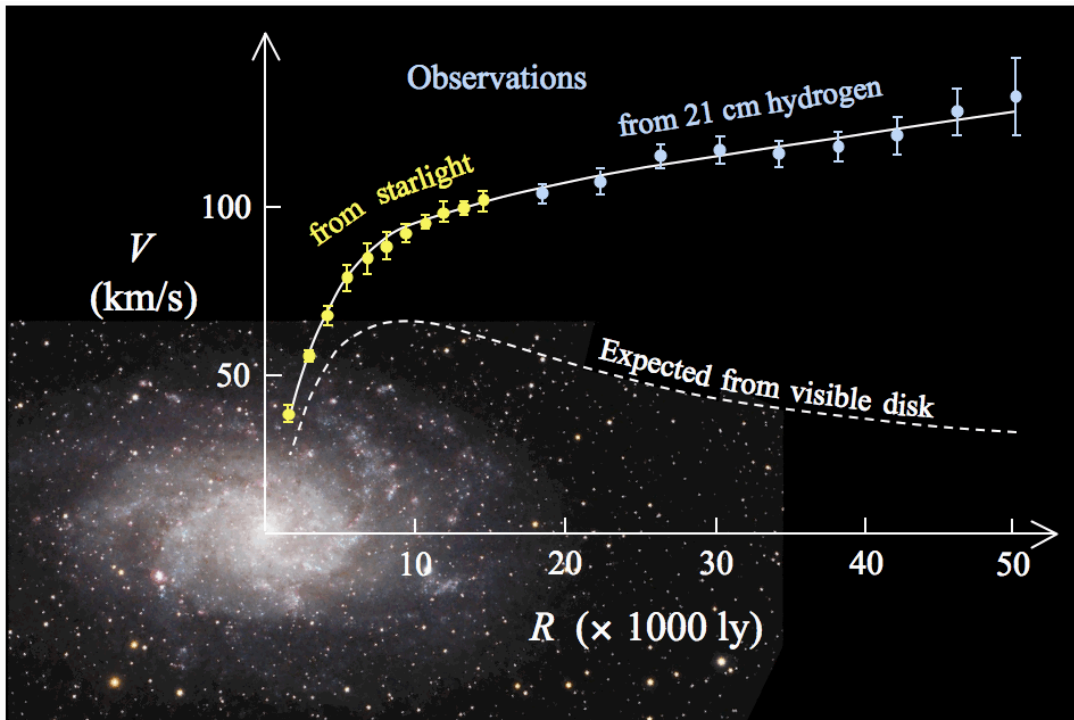 Observations
from 21 cm hydrogen
from starlight
100
V
(km/s)
50
Expected from visible disk
10
20
30
40
50
R (× 1000 ly)